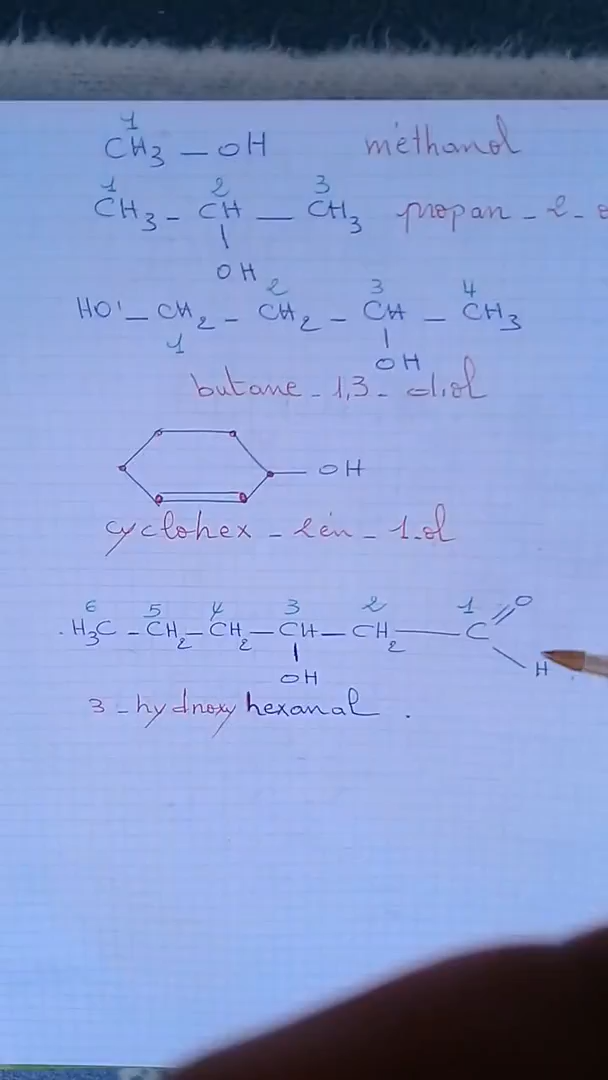 1
CH3 — OH méthanol
1 2 3
CH3 - CH — CH3 propan - 2 -
OH
2 3 4
HO - CH2 - CH2 - CH - CH3
1
OH
butane - 1,3 - diol
OH
cyclohex - 2én - 1.ol
6 5 4 3 2 1 O
H3C - CH2 - CH2 — CH — CH2 — C
H
OH
3 - hydroxy hexanal .